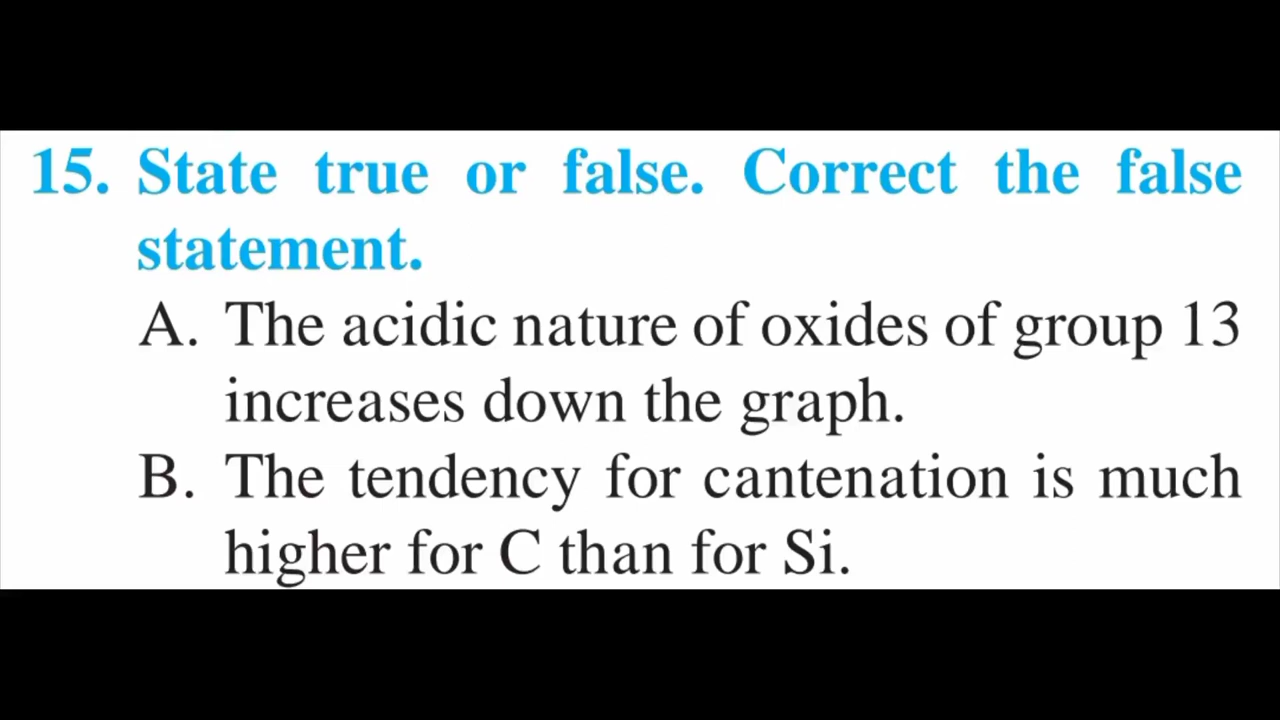 15. State true or false. Correct the false
statement.
A. The acidic nature of oxides of group 13
increases down the graph.
B. The tendency for cantenation is much
higher for C than for Si.